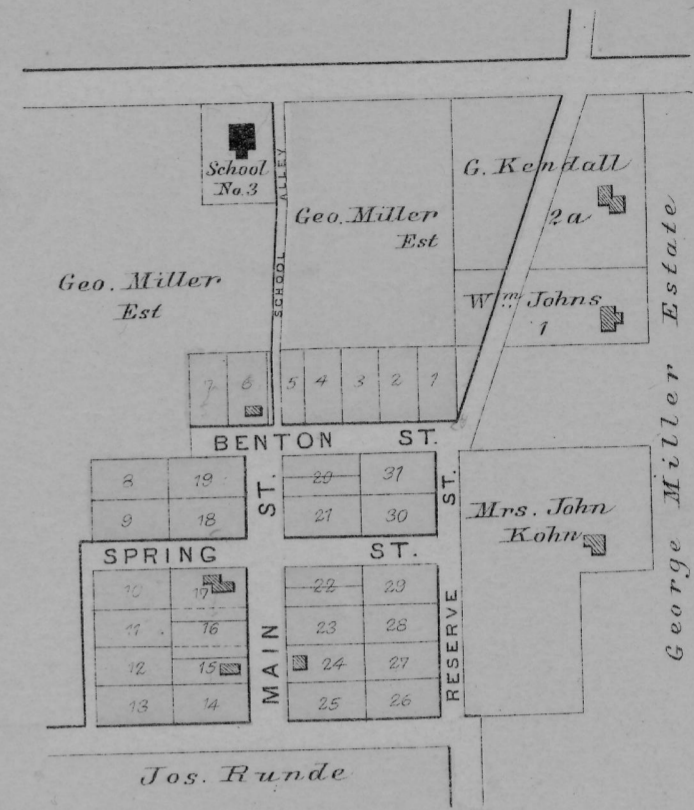 School
No. 3
SCHOOL ALLEY
Geo. Miller
Est
G. Kendall
2a
Geo. Miller
Est
Wm. Johns
1
George Miller Estate
7 6 5 4 3 2 1
BENTON ST.
8 19 20 31
9 18 21 30
MAIN ST.
RESERVE ST.
Mrs. John
Kohn
SPRING ST.
10 17 22 29
11 16 23 28
12 15 24 27
13 14 25 26
Jos. Runde